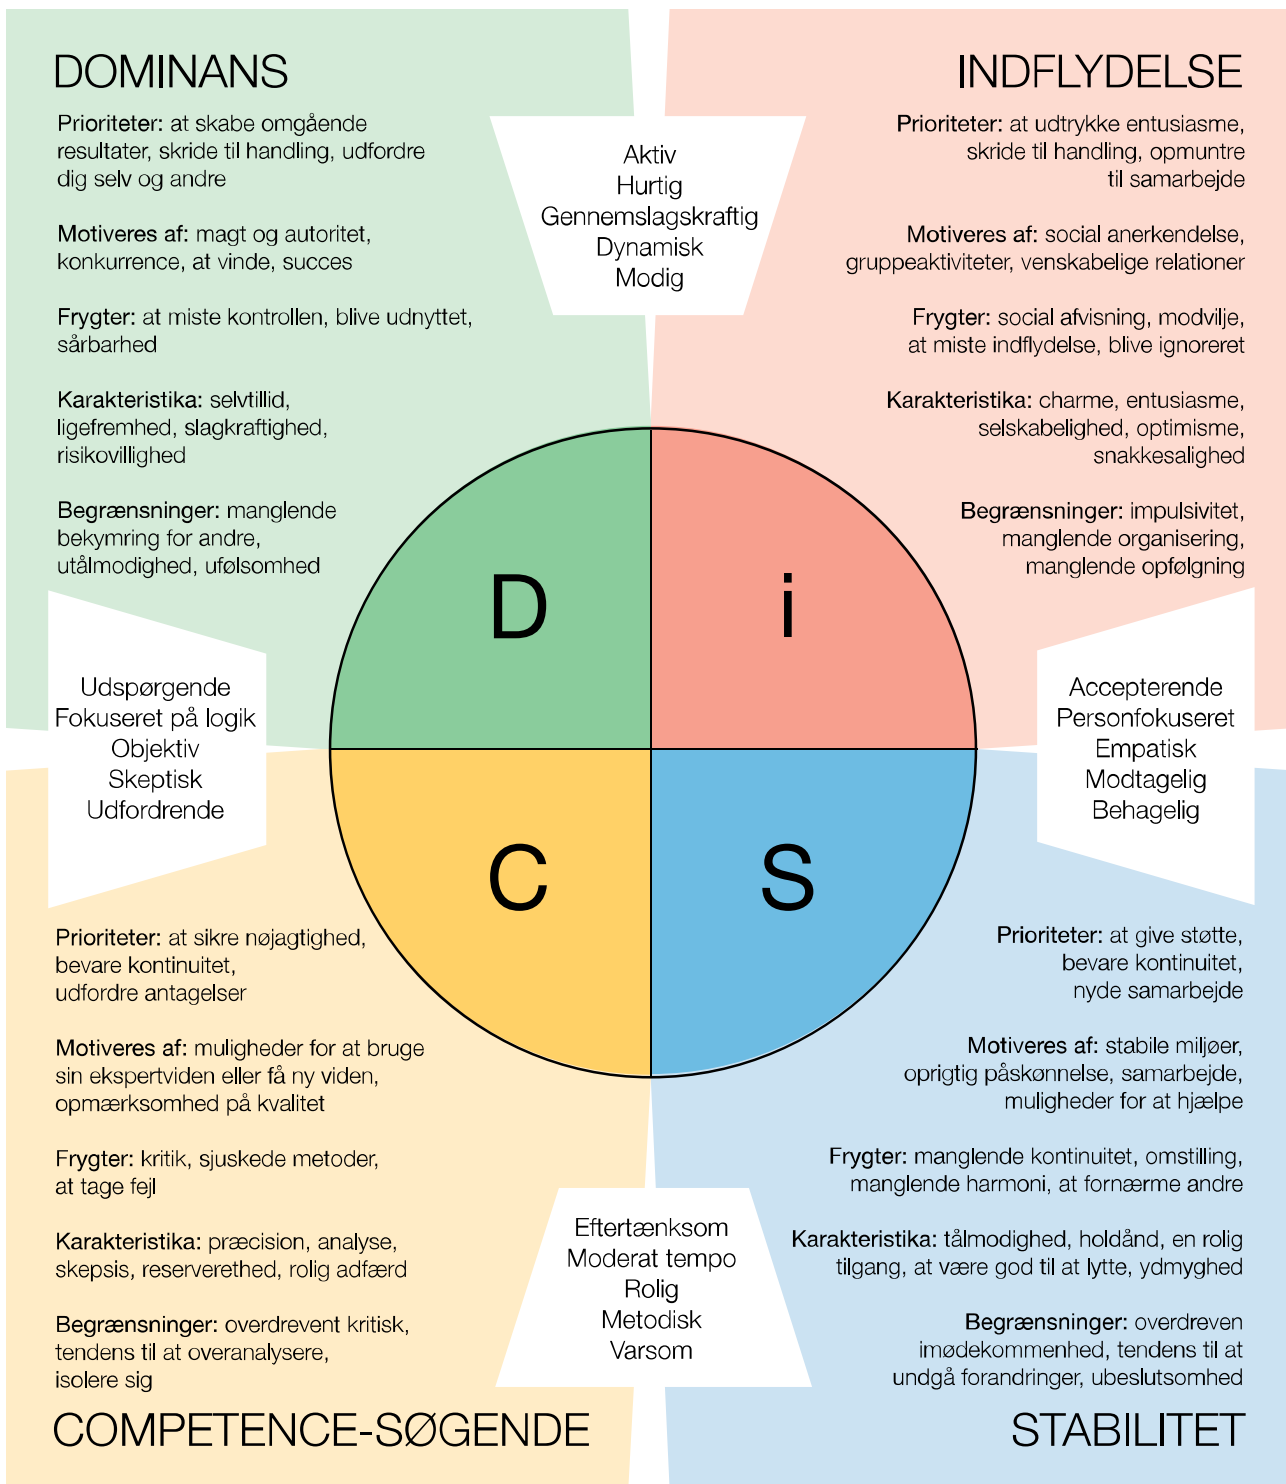 DOMINANS
Prioriteter: at skabe omgående
resultater, skride til handling, udfordre
dig selv og andre
Motiveres af: magt og autoritet,
konkurrence, at vinde, succes
Frygter: at miste kontrollen, blive udnyttet,
sårbarhed
Karakteristika: selvtillid,
ligefremhed, slagkraftighed,
risikovillighed
Begrænsninger: manglende
bekymring for andre,
utålmodighed, ufølsomhed
Aktiv
Hurtig
Gennemslagskraftig
Dynamisk
Modig
INDFLYDELSE
Prioriteter: at udtrykke entusiasme,
skride til handling, opmuntre
til samarbejde
Motiveres af: social anerkendelse,
gruppeaktiviteter, venskabelige relationer
Frygter: social afvisning, modvilje,
at miste indflydelse, blive ignoreret
Karakteristika: charme, entusiasme,
selskabelighed, optimisme,
snakkesalighed
Begrænsninger: impulsivitet,
manglende organisering,
manglende opfølgning
D
i
Udspørgende
Fokuseret på logik
Objektiv
Skeptisk
Udfordrende
Accepterende
Personfokuseret
Empatisk
Modtagelig
Behagelig
C
S
Prioriteter: at sikre nøjagtighed,
bevare kontinuitet,
udfordre antagelser
Motiveres af: muligheder for at bruge
sin ekspertviden eller få ny viden,
opmærksomhed på kvalitet
Frygter: kritik, sjuskede metoder,
at tage fejl
Karakteristika: præcision, analyse,
skepsis, reserverethed, rolig adfærd
Begrænsninger: overdrevent kritisk,
tendens til at overanalysere,
isolere sig
COMPETENCE-SØGENDE
Eftertænksom
Moderat tempo
Rolig
Metodisk
Varsom
Prioriteter: at give støtte,
bevare kontinuitet,
nyde samarbejde
Motiveres af: stabile miljøer,
oprigtig påskønnelse, samarbejde,
muligheder for at hjælpe
Frygter: manglende kontinuitet, omstilling,
manglende harmoni, at fornærme andre
Karakteristika: tålmodighed, holdånd, en rolig
tilgang, at være god til at lytte, ydmyghed
Begrænsninger: overdreven
imødekommenhed, tendens til at
undgå forandringer, ubeslutsomhed
STABILITET